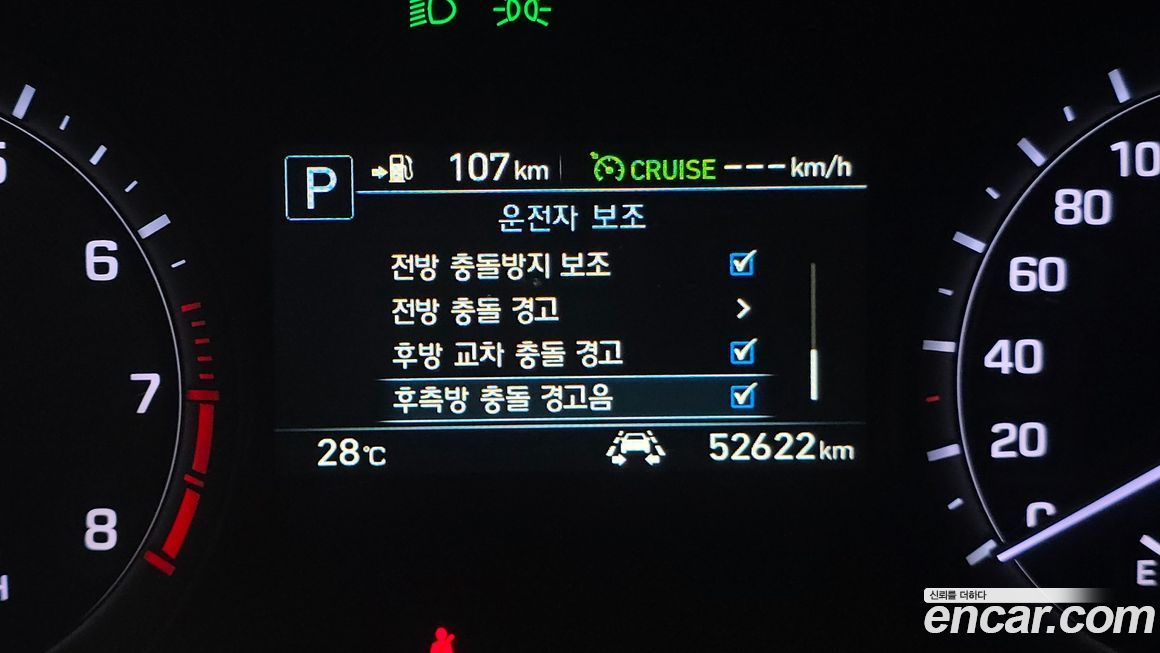 P
107 km
CRUISE ---km/h
운전자 보조
전방 충돌방지 보조
전방 충돌 경고
후방 교차 충돌 경고
후측방 충돌 경고음
28°C
52622 km
6
7
8
80
60
40
20
E
신뢰를 더하다
encar.com